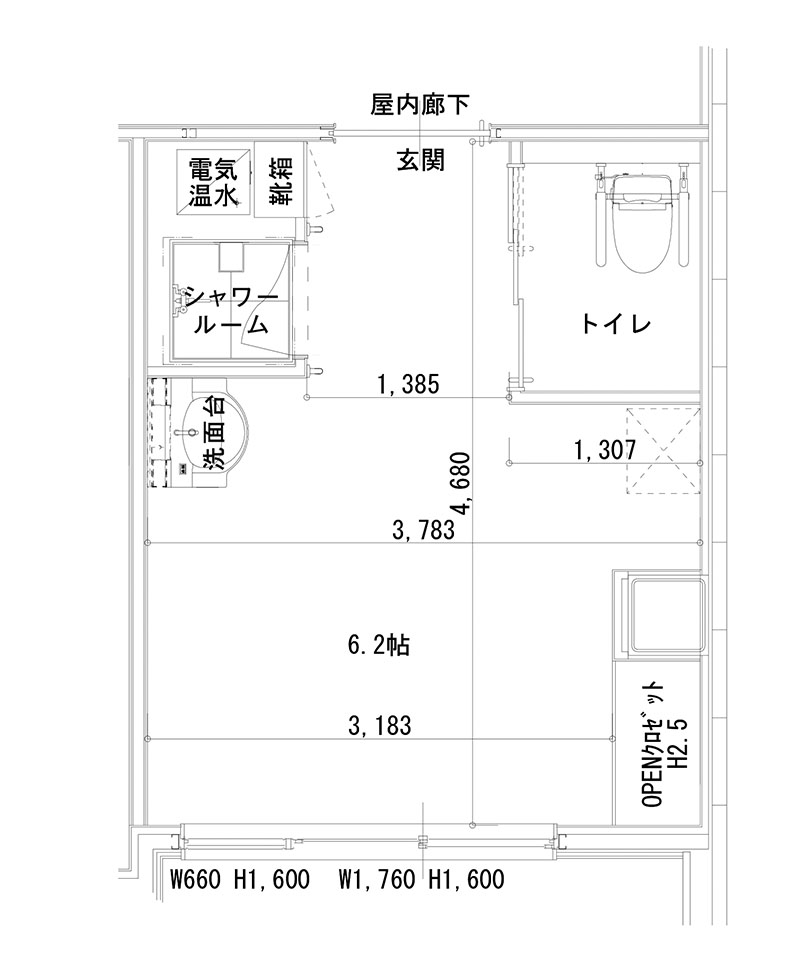 屋内廊下
玄関
電気
温水
靴箱
シャワー
ルーム
トイレ
1,385
洗面台
1,307
4,680
3,783
6.2帖
3,183
OPENｸﾛｾﾞｯﾄ
H2.5
W660 H1,600
W1,760 H1,600